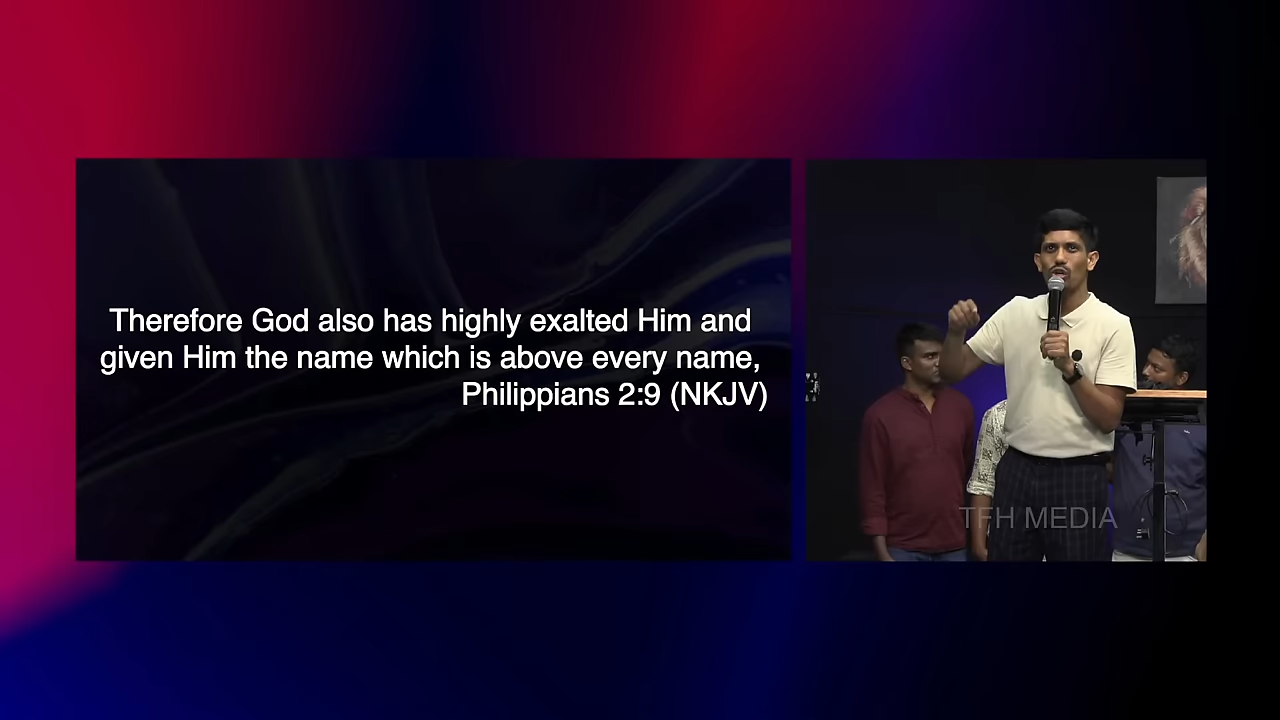 Therefore God also has highly exalted Him and
given Him the name which is above every name,
Philippians 2:9 (NKJV)
TFH MEDIA